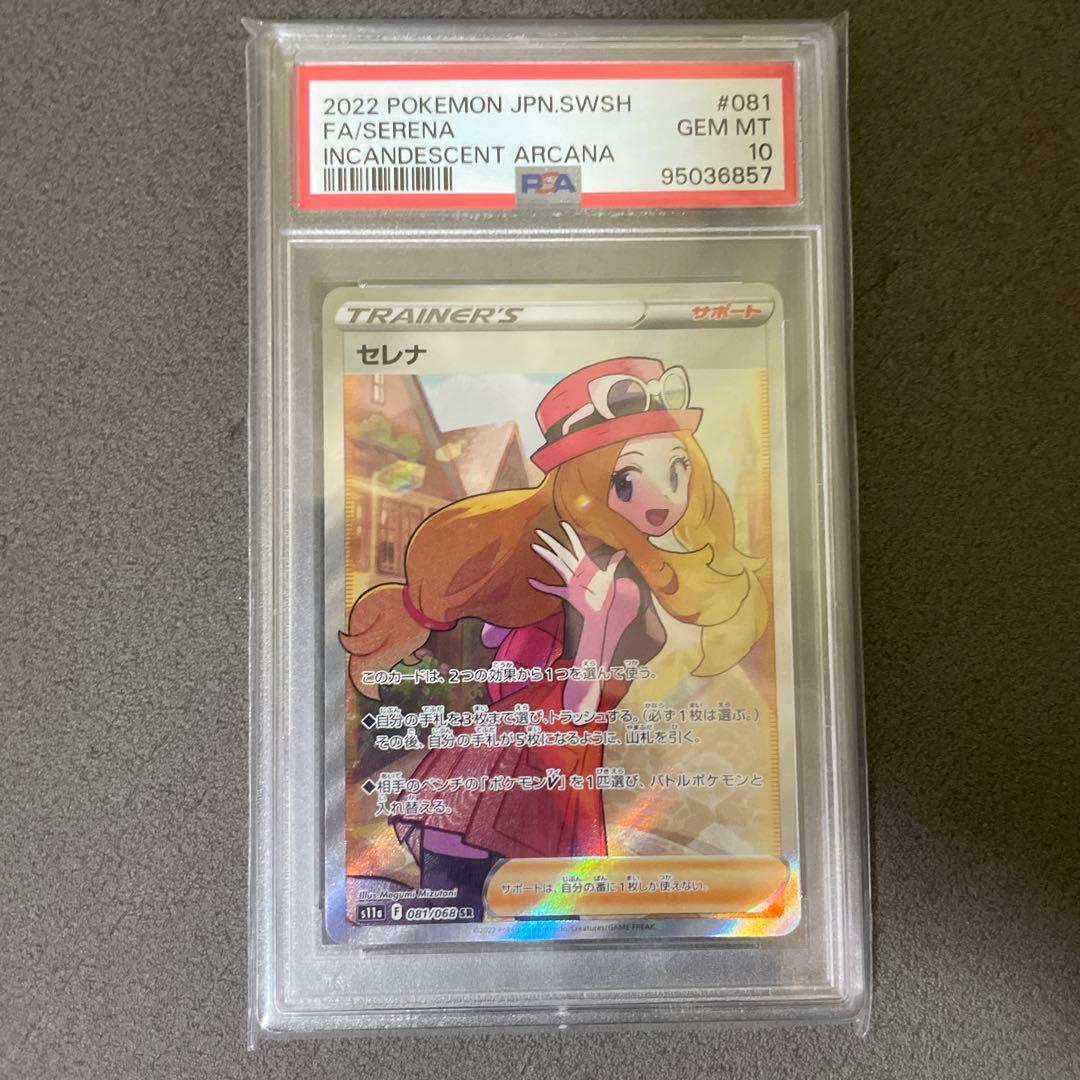 2022 POKEMON JPN.SWSH #081
FA/SERENA GEM MT
INCANDESCENT ARCANA 10
PSA 95036857
TRAINER'S サポート
セレナ
このカードは、2つの効果から1つを選んで使う。
◆自分の手札を3枚まで選び、トラッシュする。(必ず1枚は選ぶ。)
その後、自分の手札が5枚になるように、山札を引く。
◆相手のベンチの「ポケモンV」を1匹選び、バトルポケモンと
入れ替える。
サポートは、自分の番に1枚しか使えない。
Illus. Megumi Mizutani
s11a F 081/068 SR
©2022 Pokémon/Nintendo/Creatures/GAME FREAK.